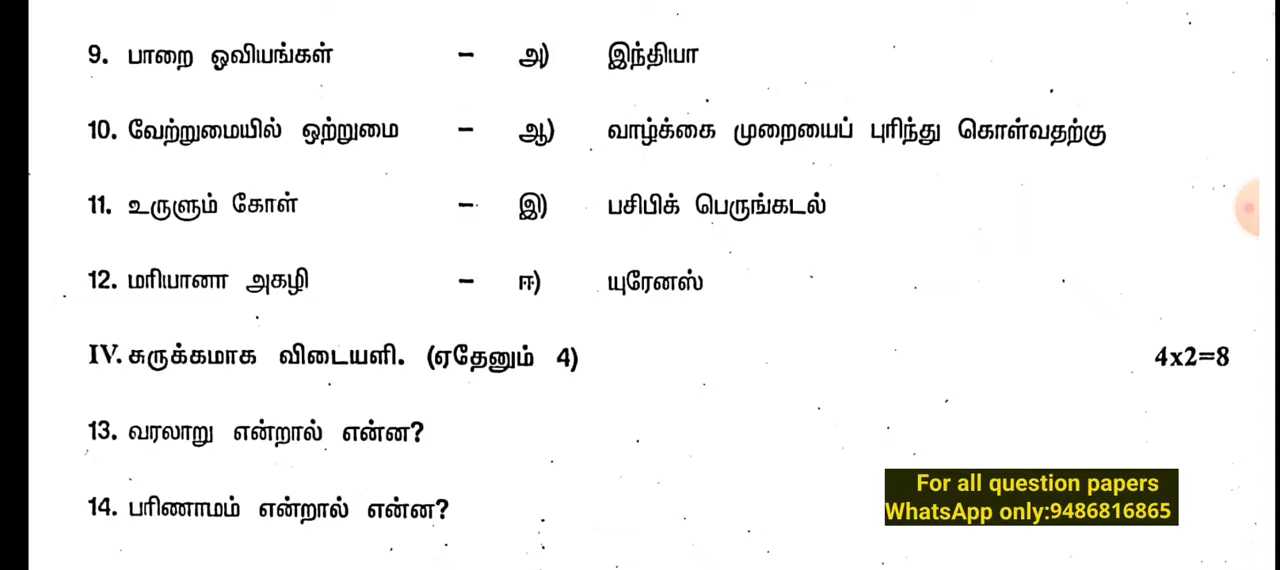 9. பாறை ஓவியங்கள் – அ) இந்தியா
10. வேற்றுமையில் ஒற்றுமை – ஆ) வாழ்க்கை முறையைப் புரிந்து கொள்வதற்கு
11. உருளும் கோள் – இ) பசிபிக் பெருங்கடல்
12. மரியானா அகழி – ஈ) யுரேனஸ்
IV. சுருக்கமாக விடையளி. (ஏதேனும் 4) 4x2=8
13. வரலாறு என்றால் என்ன?
14. பரிணாமம் என்றால் என்ன?
For all question papers
WhatsApp only:9486816865